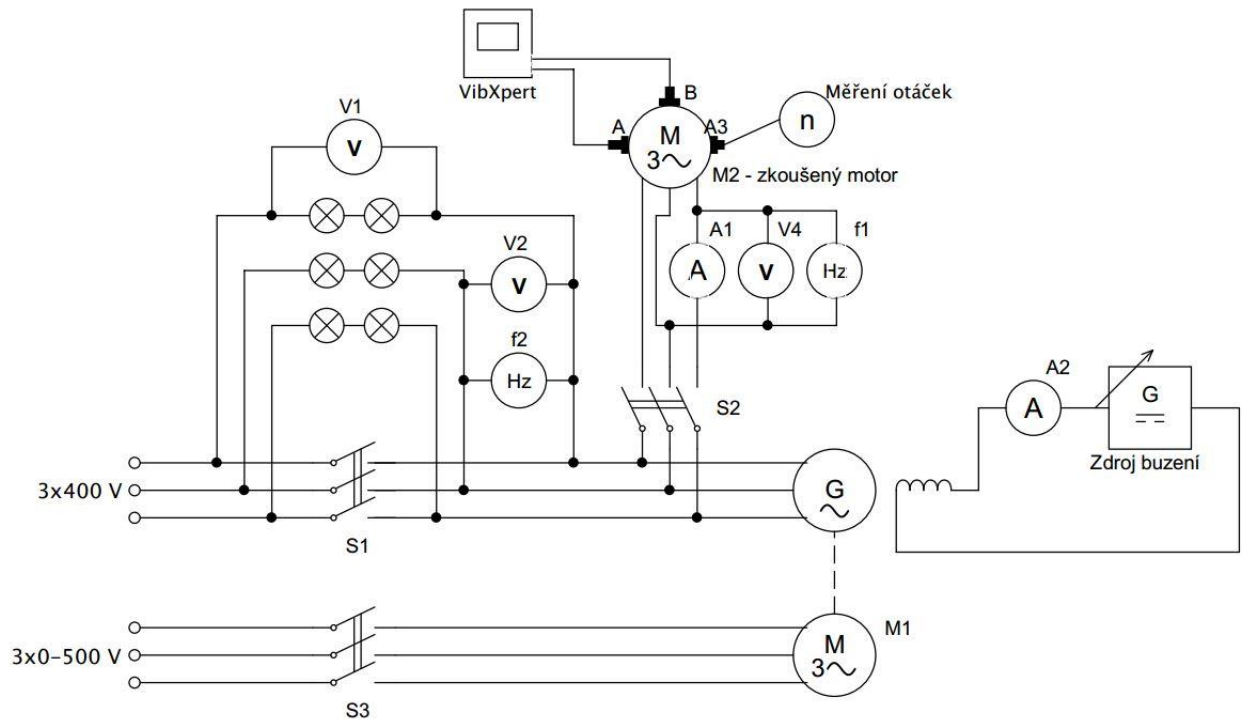 VibXpert
B
Měření otáček
V1
A
A3
n
V
M
3
M2 - zkoušený motor
A1
V4
f1
V2
A
V
Hz
V
f2
Hz
A2
S2
A
G
Zdroj buzení
3x400 V
G
S1
M1
3x0-500 V
M
3
S3